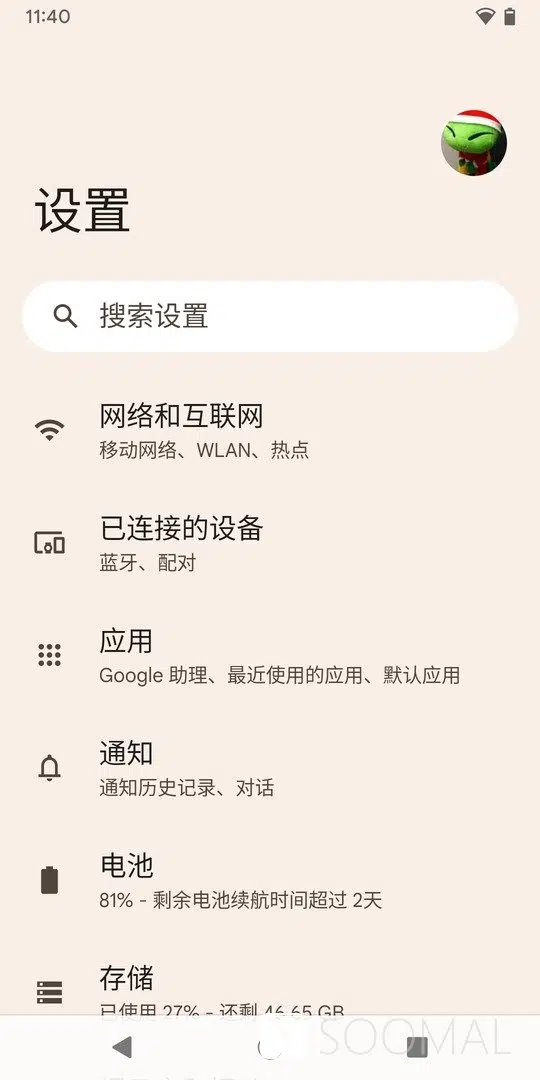 11:40
设置
搜索设置
网络和互联网
移动网络、WLAN、热点
已连接的设备
蓝牙、配对
应用
Google 助理、最近使用的应用、默认应用
通知
通知历史记录、对话
电池
81% - 剩余电池续航时间超过 2天
存储
已使用 27% - 还剩 46.65 GB
SOOMAL